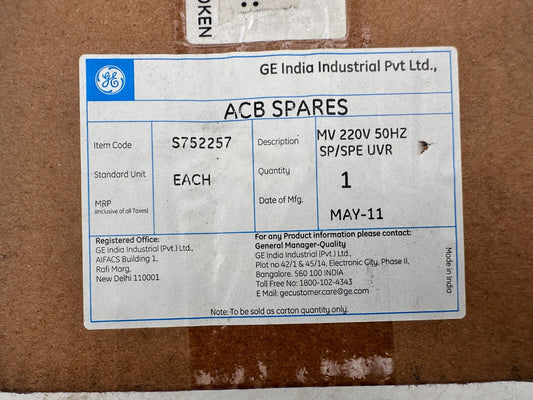 OKEN
GE
GE India Industrial Pvt Ltd.,
ACB SPARES
Item Code S752257 Description MV 220V 50HZ
SP/SPE UVR
Standard Unit EACH Quantity 1
MRP
(Inclusive of all Taxes)
Date of Mfg. MAY-11
Registered Office:
GE India Industrial (Pvt.) Ltd.,
AIFACS Building 1,
Rafi Marg,
New Delhi 110001
For any Product information please contact:
General Manager-Quality
GE India Industrial (Pvt.) Ltd.,
Plot no 42/1 & 45/14, Electronic City, Phase II,
Bangalore. 560 100 INDIA
Toll Free No: 1800-102-4343
E Mail; gecustomer.care@ge.com
Made in India
Note: To be sold as carton quantity only.